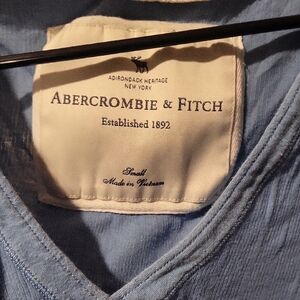 ADIRONDACK HERITAGE
NEW YORK
ABERCROMBIE & FITCH
Established 1892
Small
Made in Vietnam